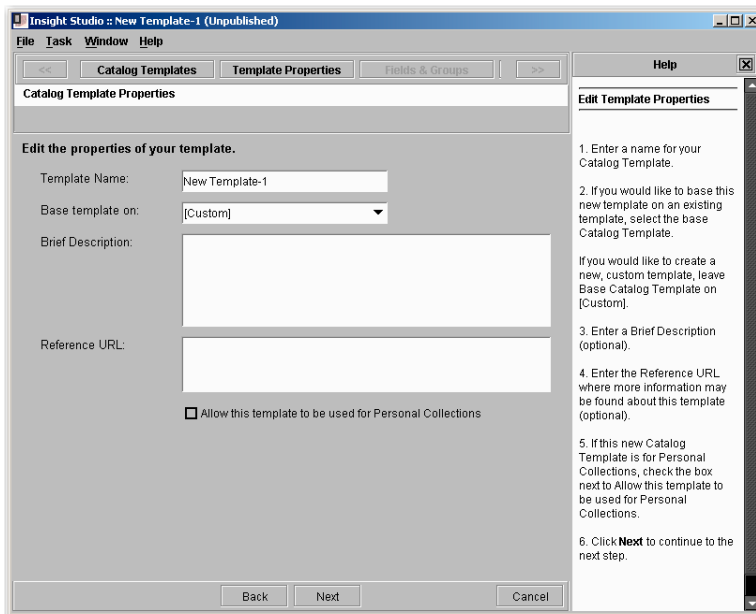 Insight Studio :: New Template-1 (Unpublished)
File Task Window Help
<< Catalog Templates Template Properties Fields & Groups >>
Catalog Template Properties
Edit the properties of your template.
Template Name: New Template-1
Base template on: [Custom]
Brief Description:
Reference URL:
Allow this template to be used for Personal Collections
Back Next Cancel
Help
Edit Template Properties
1. Enter a name for your
Catalog Template.
2. If you would like to base this
new template on an existing
template, select the base
Catalog Template.
If you would like to create a
new, custom template, leave
Base Catalog Template on
[Custom].
3. Enter a Brief Description
(optional).
4. Enter the Reference URL
where more information may
be found about this template
(optional).
5. If this new Catalog
Template is for Personal
Collections, check the box
next to Allow this template to
be used for Personal
Collections.
6. Click Next to continue to the
next step.